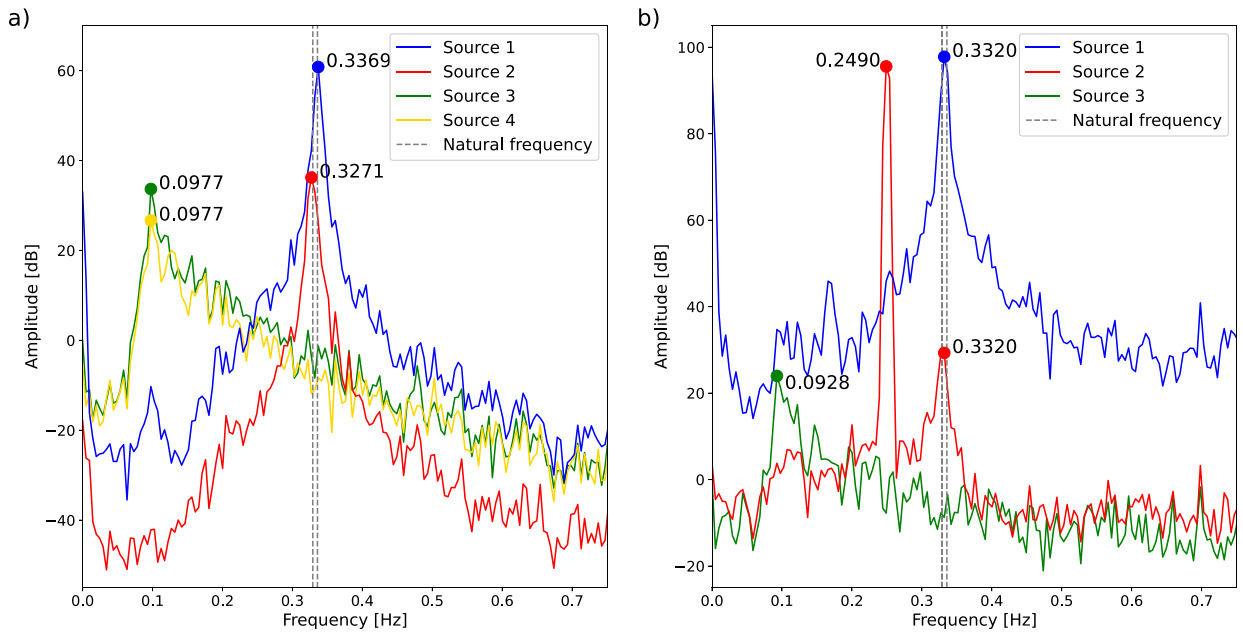 a)
60
40
20
0
−20
−40
Amplitude [dB]
0.0 0.1 0.2 0.3 0.4 0.5 0.6 0.7
Frequency [Hz]
Source 1
Source 2
Source 3
Source 4
Natural frequency
0.3369
0.3271
0.0977
0.0977
b)
100
80
60
40
20
0
−20
Amplitude [dB]
0.0 0.1 0.2 0.3 0.4 0.5 0.6 0.7
Frequency [Hz]
Source 1
Source 2
Source 3
Natural frequency
0.2490
0.3320
0.3320
0.0928